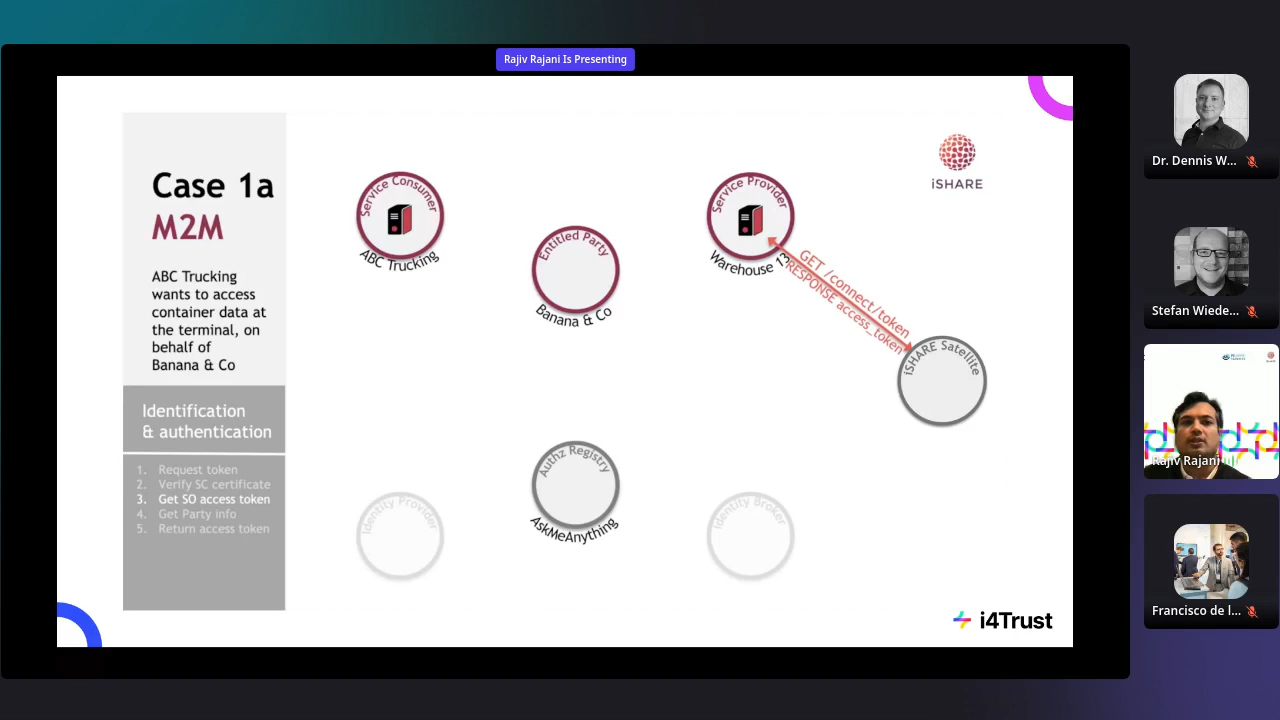 Rajiv Rajani Is Presenting
Case 1a
M2M
ABC Trucking
wants to access
container data at
the terminal, on
behalf of
Banana & Co
Identification
& authentication
1. Request token
2. Verify SC certificate
3. Get SO access token
4. Get Party info
5. Return access token
Service Consumer
ABC Trucking
Entitled Party
Banana & Co
Service Provider
Warehouse 13
iSHARE
GET /connect/token
RESPONSE access_token
iSHARE Satellite
Authz Registry
AskMeAnything
Identity Provider
Identity Broker
i4Trust
Dr. Dennis W...
Stefan Wiede...
Rajiv Rajani
Francisco de l...